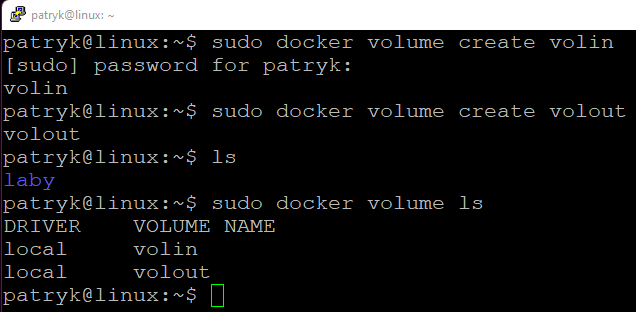 patryk@linux: ~
patryk@linux:~$ sudo docker volume create volin
[sudo] password for patryk:
volin
patryk@linux:~$ sudo docker volume create volout
volout
patryk@linux:~$ ls
laby
patryk@linux:~$ sudo docker volume ls
DRIVER    VOLUME NAME
local     volin
local     volout
patryk@linux:~$